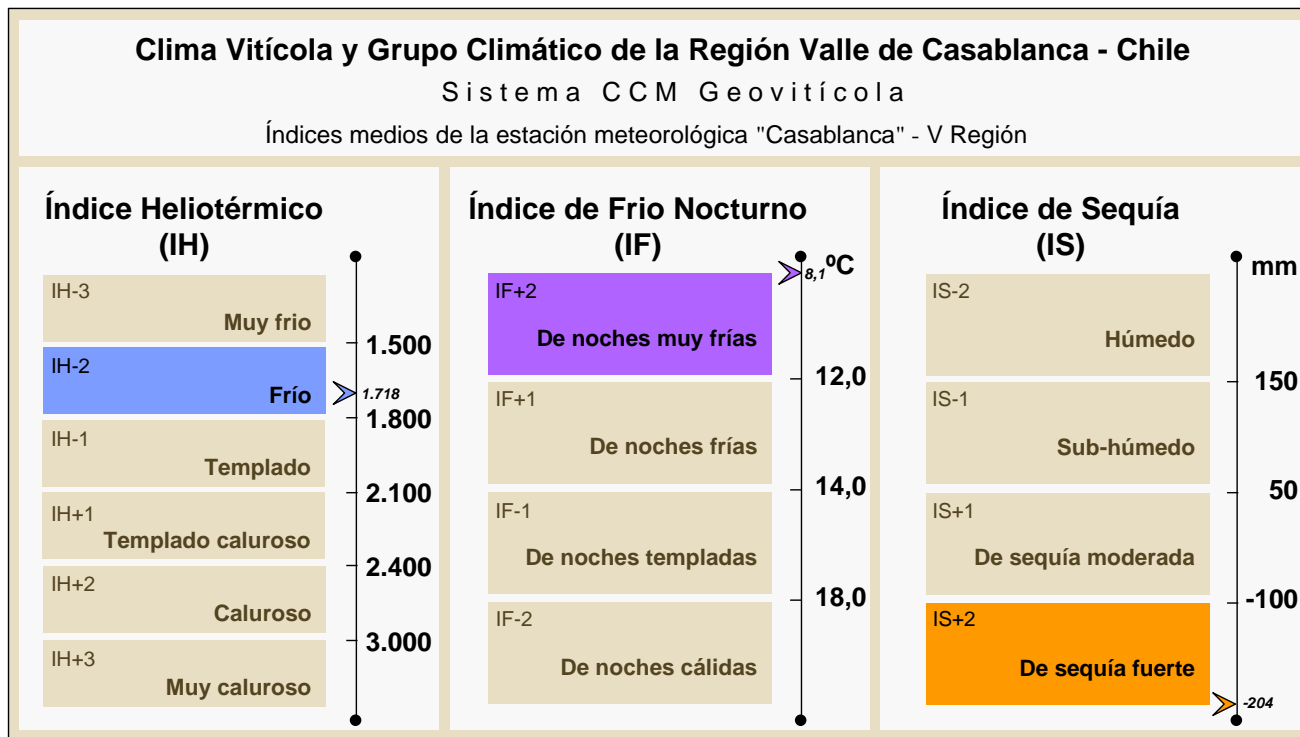 Clima Vitícola y Grupo Climático de la Región Valle de Casablanca - Chile
Sistema CCM Geovitícola
Índices medios de la estación meteorológica "Casablanca" - V Región
Índice Heliotérmico
(IH)
IH-3
Muy frio
1.500
IH-2
Frío
1.718
1.800
IH-1
Templado
2.100
IH+1
Templado caluroso
2.400
IH+2
Caluroso
3.000
IH+3
Muy caluroso
Índice de Frio Nocturno
(IF)
8,1
ºC
IF+2
De noches muy frías
12,0
IF+1
De noches frías
14,0
IF-1
De noches templadas
18,0
IF-2
De noches cálidas
Índice de Sequía
(IS)
mm
IS-2
Húmedo
150
IS-1
Sub-húmedo
50
IS+1
De sequía moderada
-100
IS+2
De sequía fuerte
-204